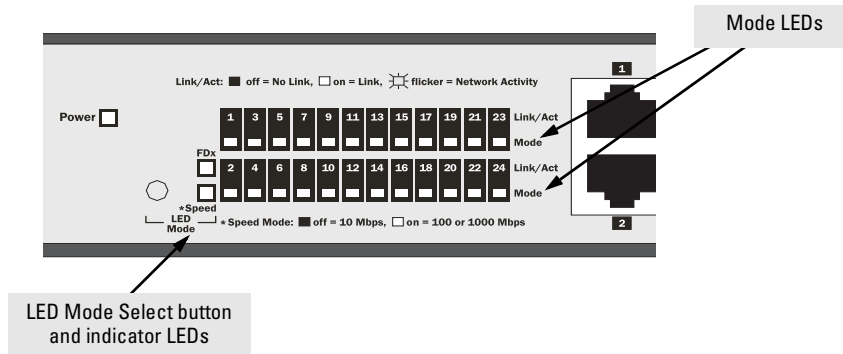 Mode LEDs
Link/Act: off = No Link, on = Link, flicker = Network Activity
1
Power
1 3 5 7 9 11 13 15 17 19 21 23 Link/Act
Mode
FDx
2 4 6 8 10 12 14 16 18 20 22 24 Link/Act
Mode
*Speed
LED
Mode
* Speed Mode: off = 10 Mbps, on = 100 or 1000 Mbps
2
LED Mode Select button
and indicator LEDs